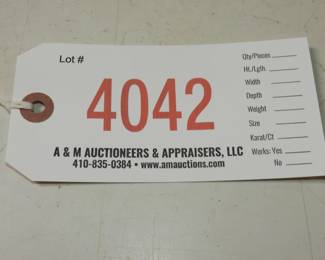 Lot #
4042
Qty/Pieces
Ht./Lgth.
Width
Depth
Weight
Size
Karat/Ct
Works: Yes
No
A & M AUCTIONEERS & APPRAISERS, LLC
410-835-0384 • www.amauctions.com